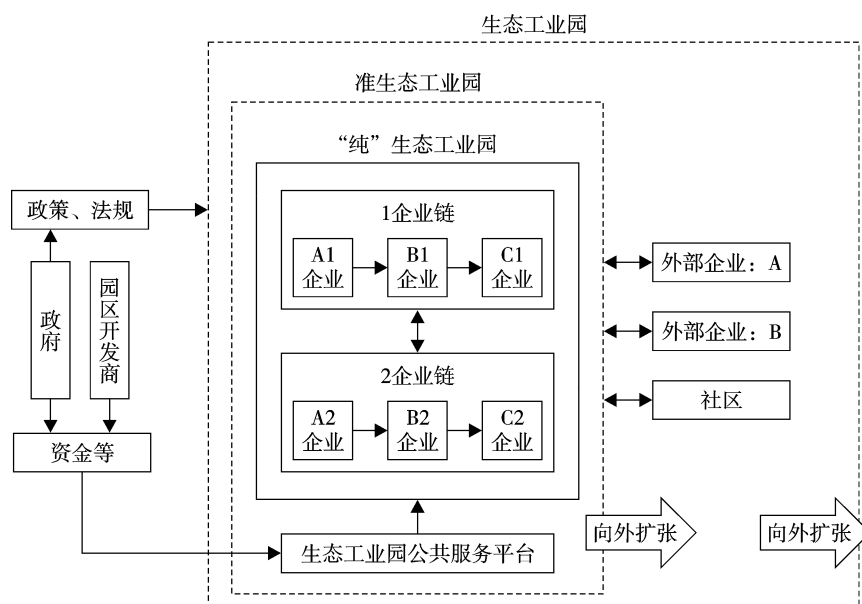 生态工业园
准生态工业园
“纯”生态工业园
政策、法规
政府
园区开发商
资金等
1企业链
A1
企业
B1
企业
C1
企业
2企业链
A2
企业
B2
企业
C2
企业
生态工业园公共服务平台
外部企业：A
外部企业：B
社区
向外扩张
向外扩张